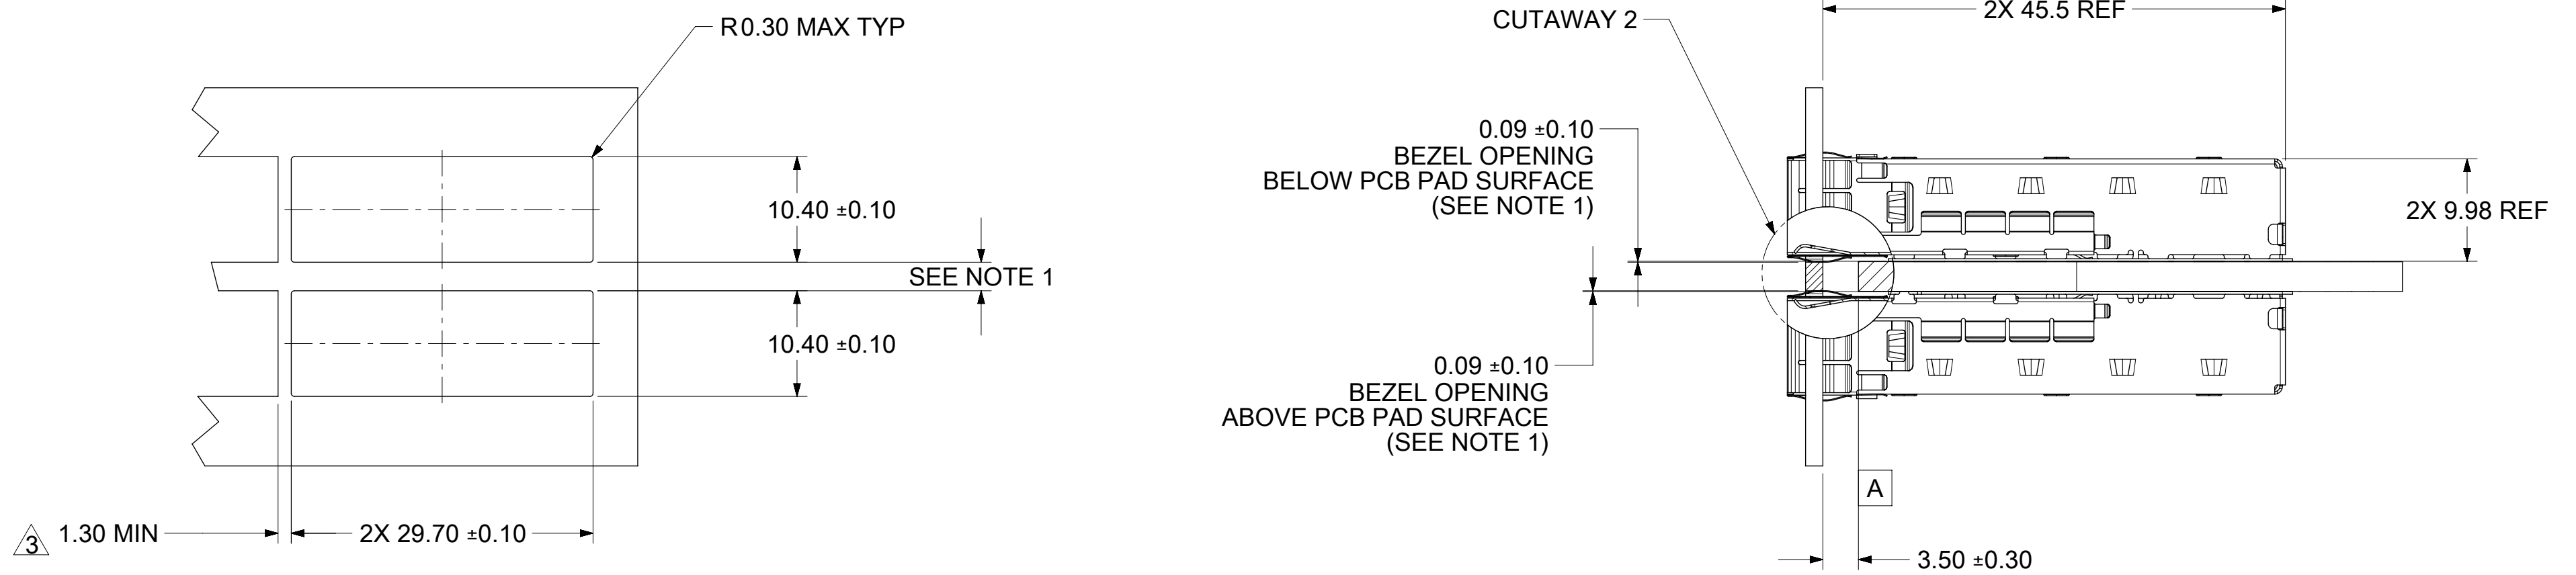 R0.30 MAX TYP
10.40 ±0.10
SEE NOTE 1
10.40 ±0.10
3 1.30 MIN
2X 29.70 ±0.10
CUTAWAY 2
2X 45.5 REF
0.09 ±0.10
BEZEL OPENING
BELOW PCB PAD SURFACE
(SEE NOTE 1)
2X 9.98 REF
0.09 ±0.10
BEZEL OPENING
ABOVE PCB PAD SURFACE
(SEE NOTE 1)
A
3.50 ±0.30